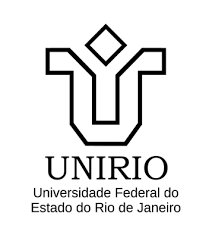 UNIRIO
Universidade Federal do
Estado do Rio de Janeiro